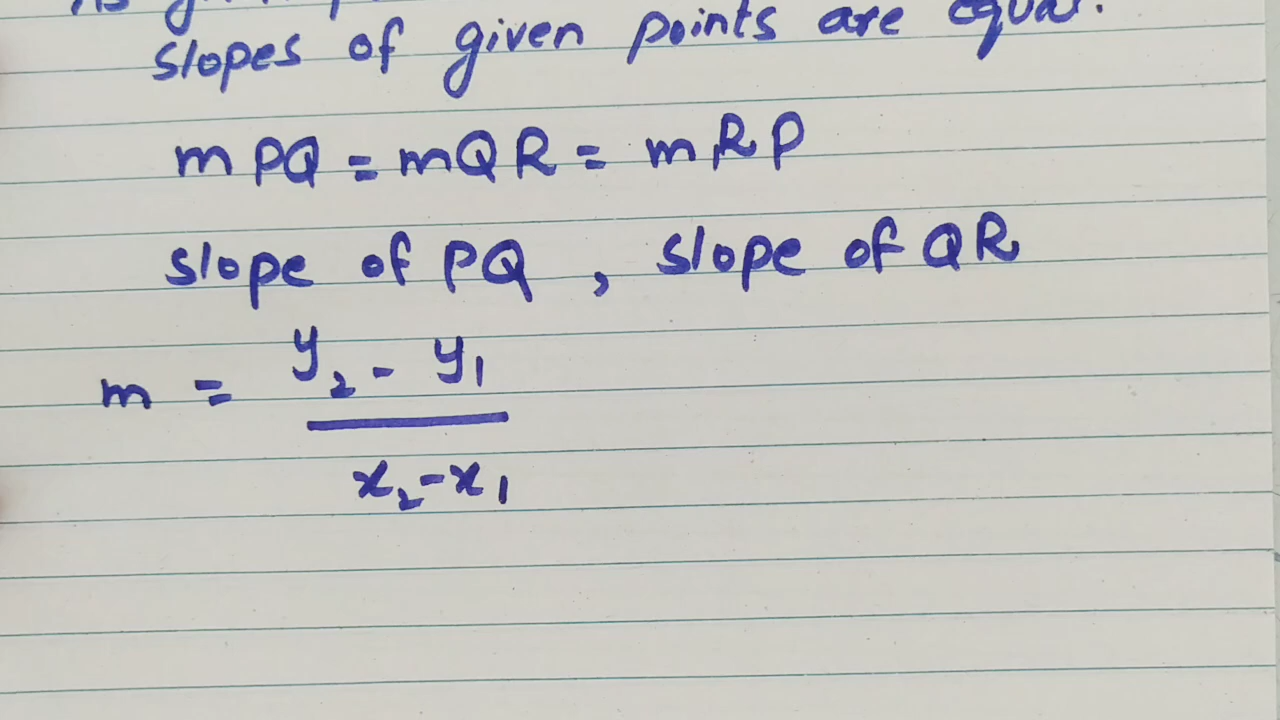 slopes of given points are equal.
m PQ = m QR = m RP
slope of PQ , slope of QR
m = y₂ - y₁
x₂ - x₁